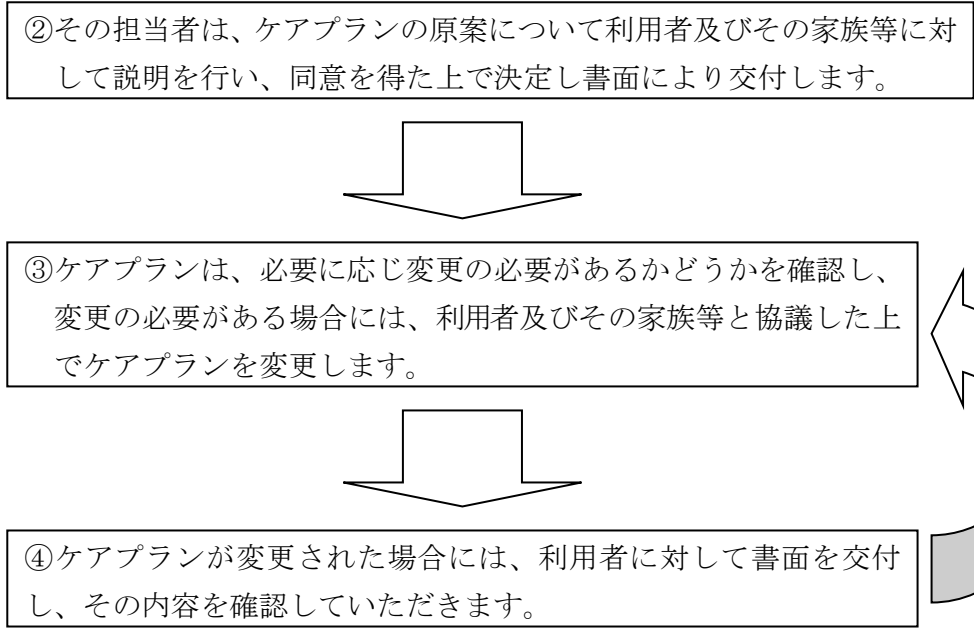 ②その担当者は、ケアプランの原案について利用者及びその家族等に対
して説明を行い、同意を得た上で決定し書面により交付します。
③ケアプランは、必要に応じ変更の必要があるかどうかを確認し、
変更の必要がある場合には、利用者及びその家族等と協議した上
でケアプランを変更します。
④ケアプランが変更された場合には、利用者に対して書面を交付
し、その内容を確認していただきます。